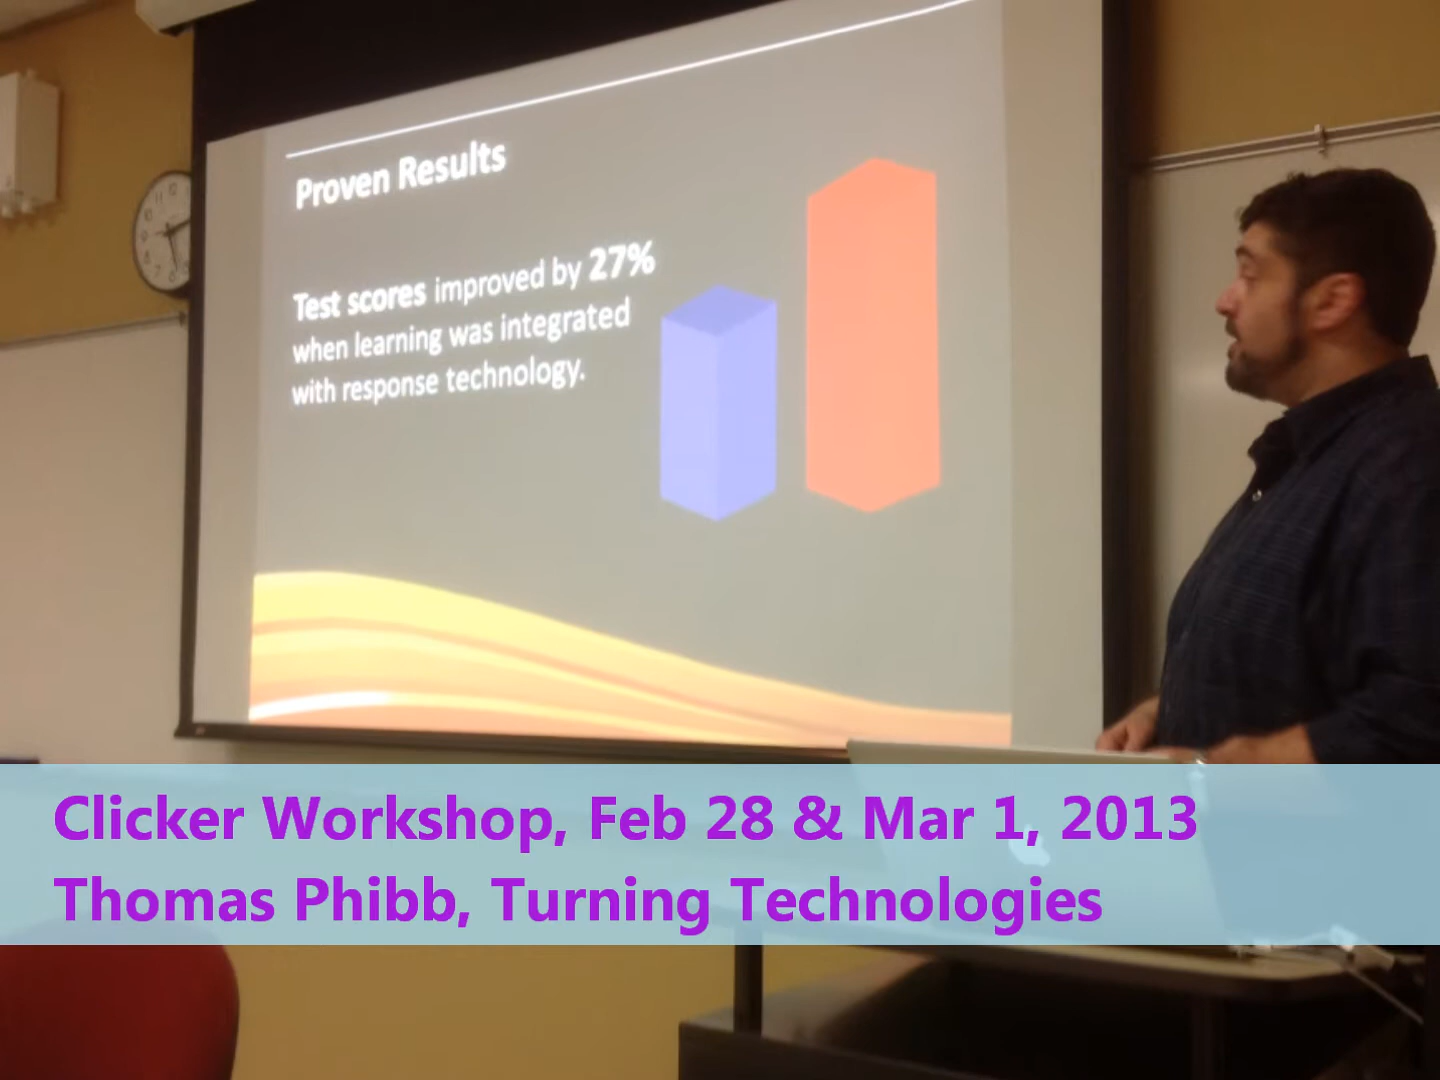 Proven Results
Test scores improved by 27%
when learning was integrated
with response technology.
Clicker Workshop, Feb 28 & Mar 1, 2013
Thomas Phibb, Turning Technologies